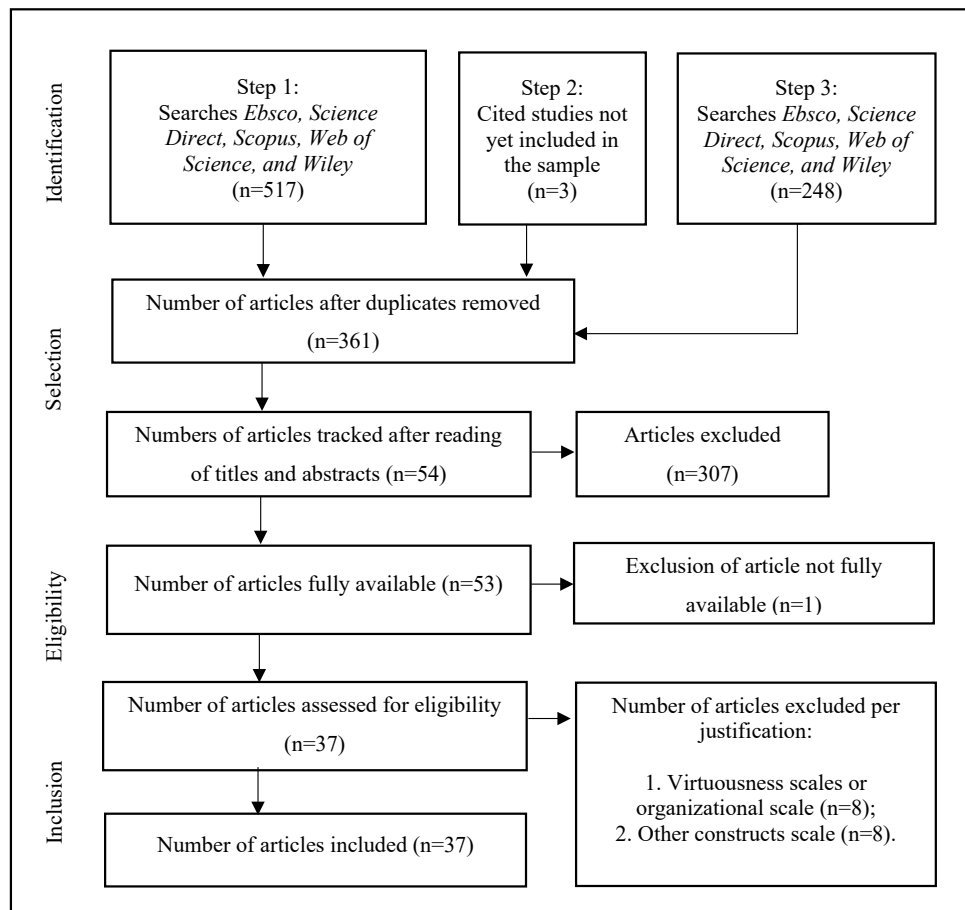 Identification
Step 1:
Searches Ebsco, Science
Direct, Scopus, Web of
Science, and Wiley
(n=517)
Step 2:
Cited studies not
yet included in
the sample
(n=3)
Step 3:
Searches Ebsco, Science
Direct, Scopus, Web of
Science, and Wiley
(n=248)
Selection
Number of articles after duplicates removed
(n=361)
Numbers of articles tracked after reading
of titles and abstracts (n=54)
Articles excluded
(n=307)
Eligibility
Number of articles fully available (n=53)
Exclusion of article not fully
available (n=1)
Number of articles assessed for eligibility
(n=37)
Number of articles excluded per
justification:
1. Virtuousness scales or
organizational scale (n=8);
2. Other constructs scale (n=8).
Inclusion
Number of articles included (n=37)